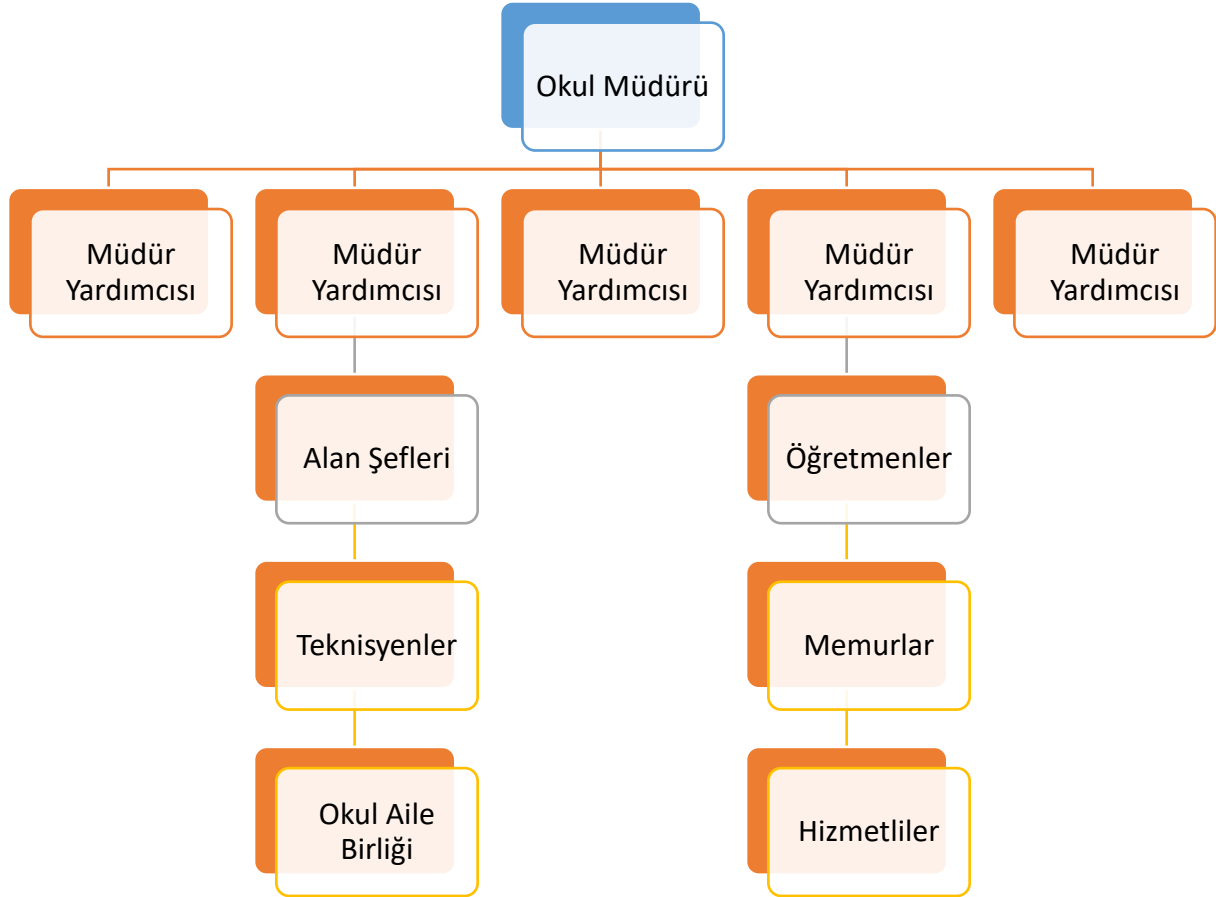 Okul Müdürü
Müdür
Yardımcısı
Müdür
Yardımcısı
Müdür
Yardımcısı
Müdür
Yardımcısı
Müdür
Yardımcısı
Alan Şefleri
Öğretmenler
Teknisyenler
Memurlar
Okul Aile
Birliği
Hizmetliler